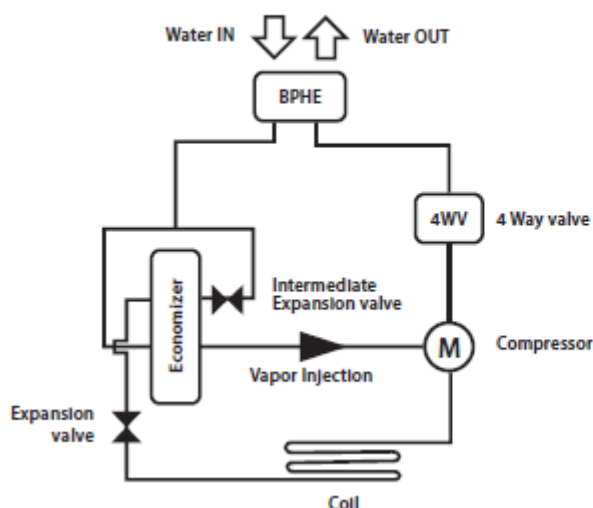 Water IN
Water OUT
BPHE
4WV
4 Way valve
Economizer
Intermediate
Expansion valve
M
Compressor
Vapor Injection
Expansion
valve
Coil